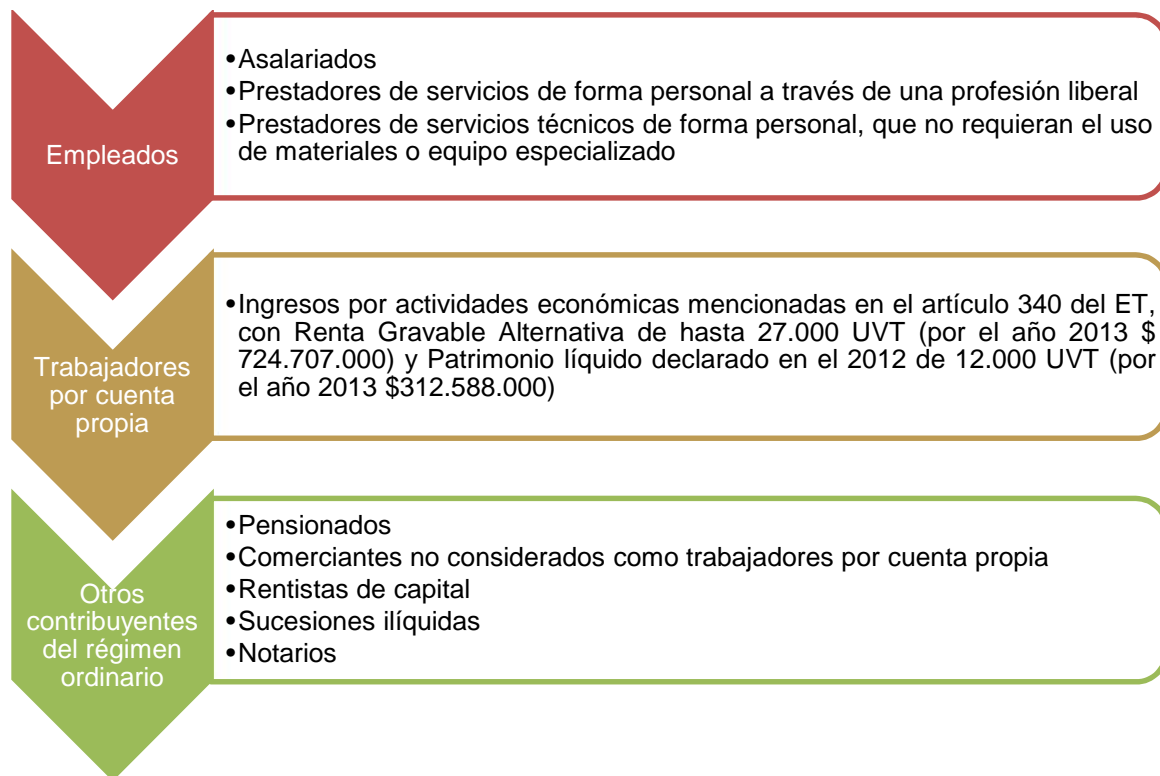 Empleados
•Asalariados
•Prestadores de servicios de forma personal a través de una profesión liberal
•Prestadores de servicios técnicos de forma personal, que no requieran el uso
de materiales o equipo especializado
Trabajadores
por cuenta
propia
•Ingresos por actividades económicas mencionadas en el artículo 340 del ET,
con Renta Gravable Alternativa de hasta 27.000 UVT (por el año 2013 $
724.707.000) y Patrimonio líquido declarado en el 2012 de 12.000 UVT (por
el año 2013 $312.588.000)
Otros
contribuyentes
del régimen
ordinario
•Pensionados
•Comerciantes no considerados como trabajadores por cuenta propia
•Rentistas de capital
•Sucesiones ilíquidas
•Notarios